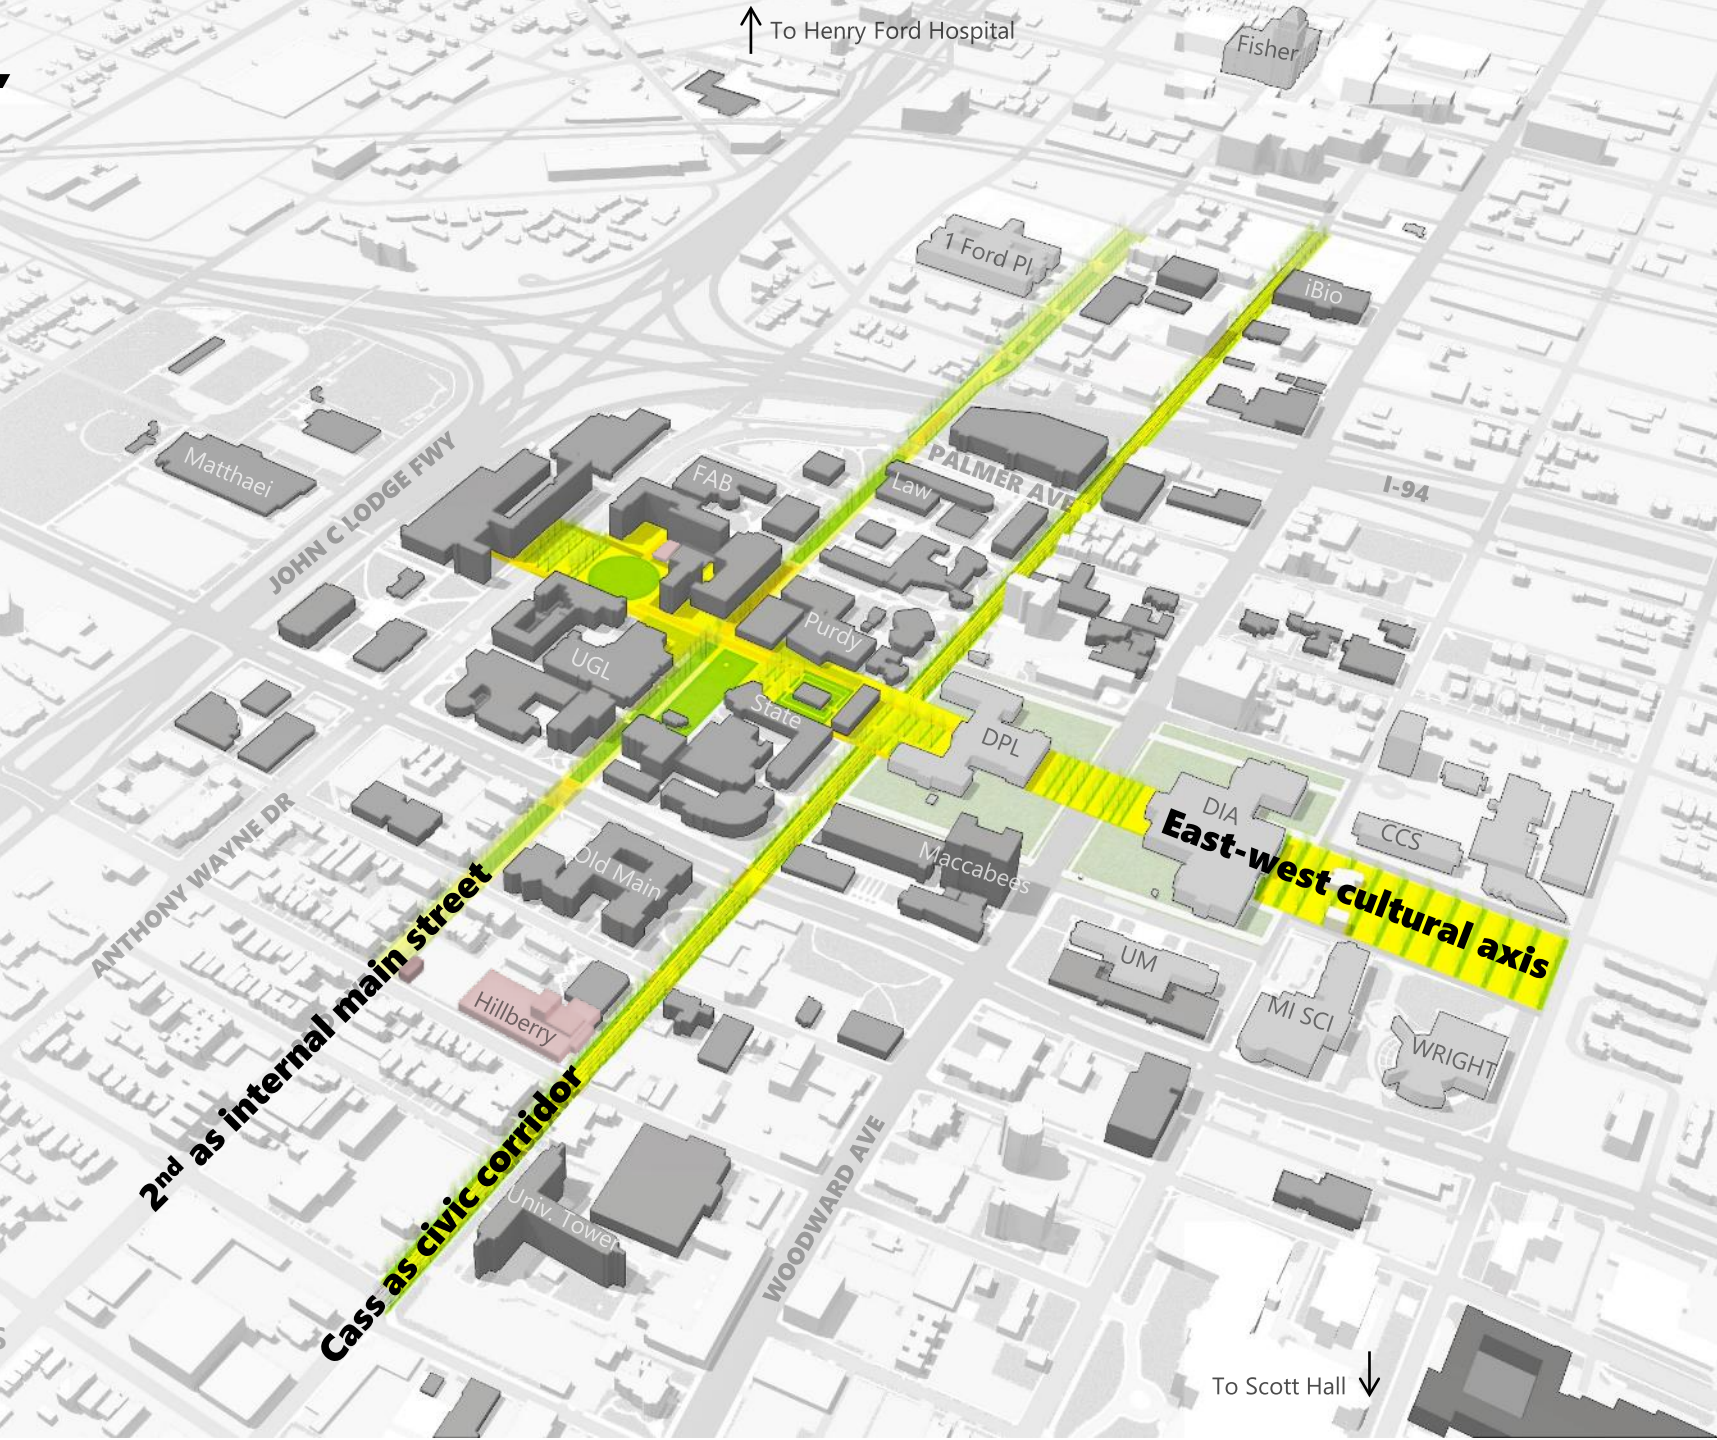 To Henry Ford Hospital
Fisher
1 Ford Pl
iBio
Matthaei
JOHN C LODGE FWY
FAB
Law
PALMER AVE
I-94
Purdy
UGL
State
DPL
DIA
CCS
East-west cultural axis
Old Main
Maccabees
ANTHONY WAYNE DR
2nd as internal main street
UM
MI SCI
WRIGHT
Hillberry
Cass as civic corridor
Univ. Tower
WOODWARD AVE
To Scott Hall